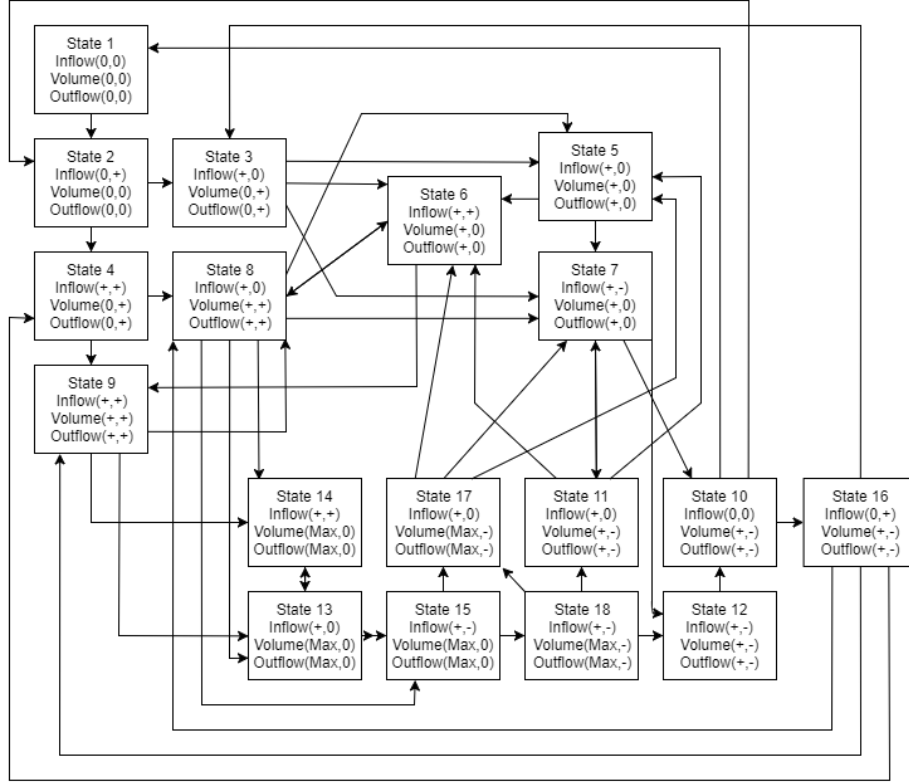 State 1
Inflow(0,0)
Volume(0,0)
Outflow(0,0)
State 2
Inflow(0,+)
Volume(0,0)
Outflow(0,0)
State 3
Inflow(+,0)
Volume(0,+)
Outflow(0,+)
State 5
Inflow(+,0)
Volume(+,0)
Outflow(+,0)
State 6
Inflow(+,+)
Volume(+,0)
Outflow(+,0)
State 4
Inflow(+,+)
Volume(0,+)
Outflow(0,+)
State 8
Inflow(+,0)
Volume(+,+)
Outflow(+,+)
State 7
Inflow(+,-)
Volume(+,0)
Outflow(+,0)
State 9
Inflow(+,+)
Volume(+,+)
Outflow(+,+)
State 14
Inflow(+,+)
Volume(Max,0)
Outflow(Max,0)
State 17
Inflow(+,0)
Volume(Max,-)
Outflow(Max,-)
State 11
Inflow(+,0)
Volume(+,-)
Outflow(+,-)
State 10
Inflow(0,0)
Volume(+,-)
Outflow(+,-)
State 16
Inflow(0,+)
Volume(+,-)
Outflow(+,-)
State 13
Inflow(+,0)
Volume(Max,0)
Outflow(Max,0)
State 15
Inflow(+,-)
Volume(Max,0)
Outflow(Max,0)
State 18
Inflow(+,-)
Volume(Max,-)
Outflow(Max,-)
State 12
Inflow(+,-)
Volume(+,-)
Outflow(+,-)